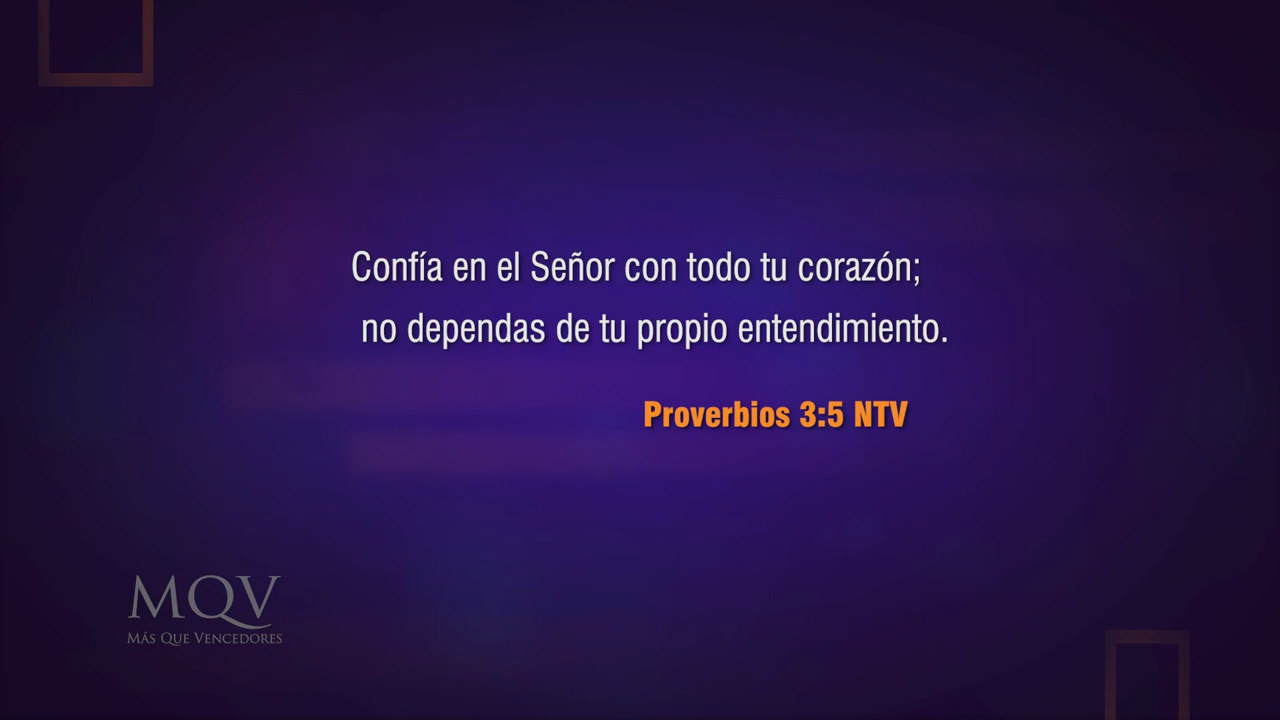 Confía en el Señor con todo tu corazón;
no dependas de tu propio entendimiento.
Proverbios 3:5 NTV
MQV
Más Que Vencedores